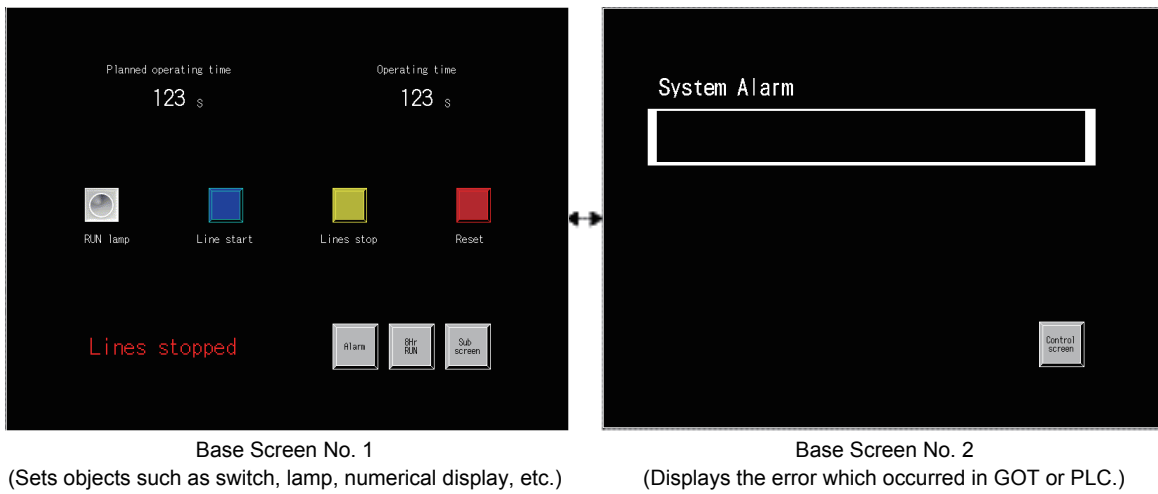 Planned operating time
123 s
Operating time
123 s
RUN lamp
Line start
Lines stop
Reset
Lines stopped
Alarm
8Hr
RUN
Sub
screen
Base Screen No. 1
(Sets objects such as switch, lamp, numerical display, etc.)
System Alarm
Control
screen
Base Screen No. 2
(Displays the error which occurred in GOT or PLC.)